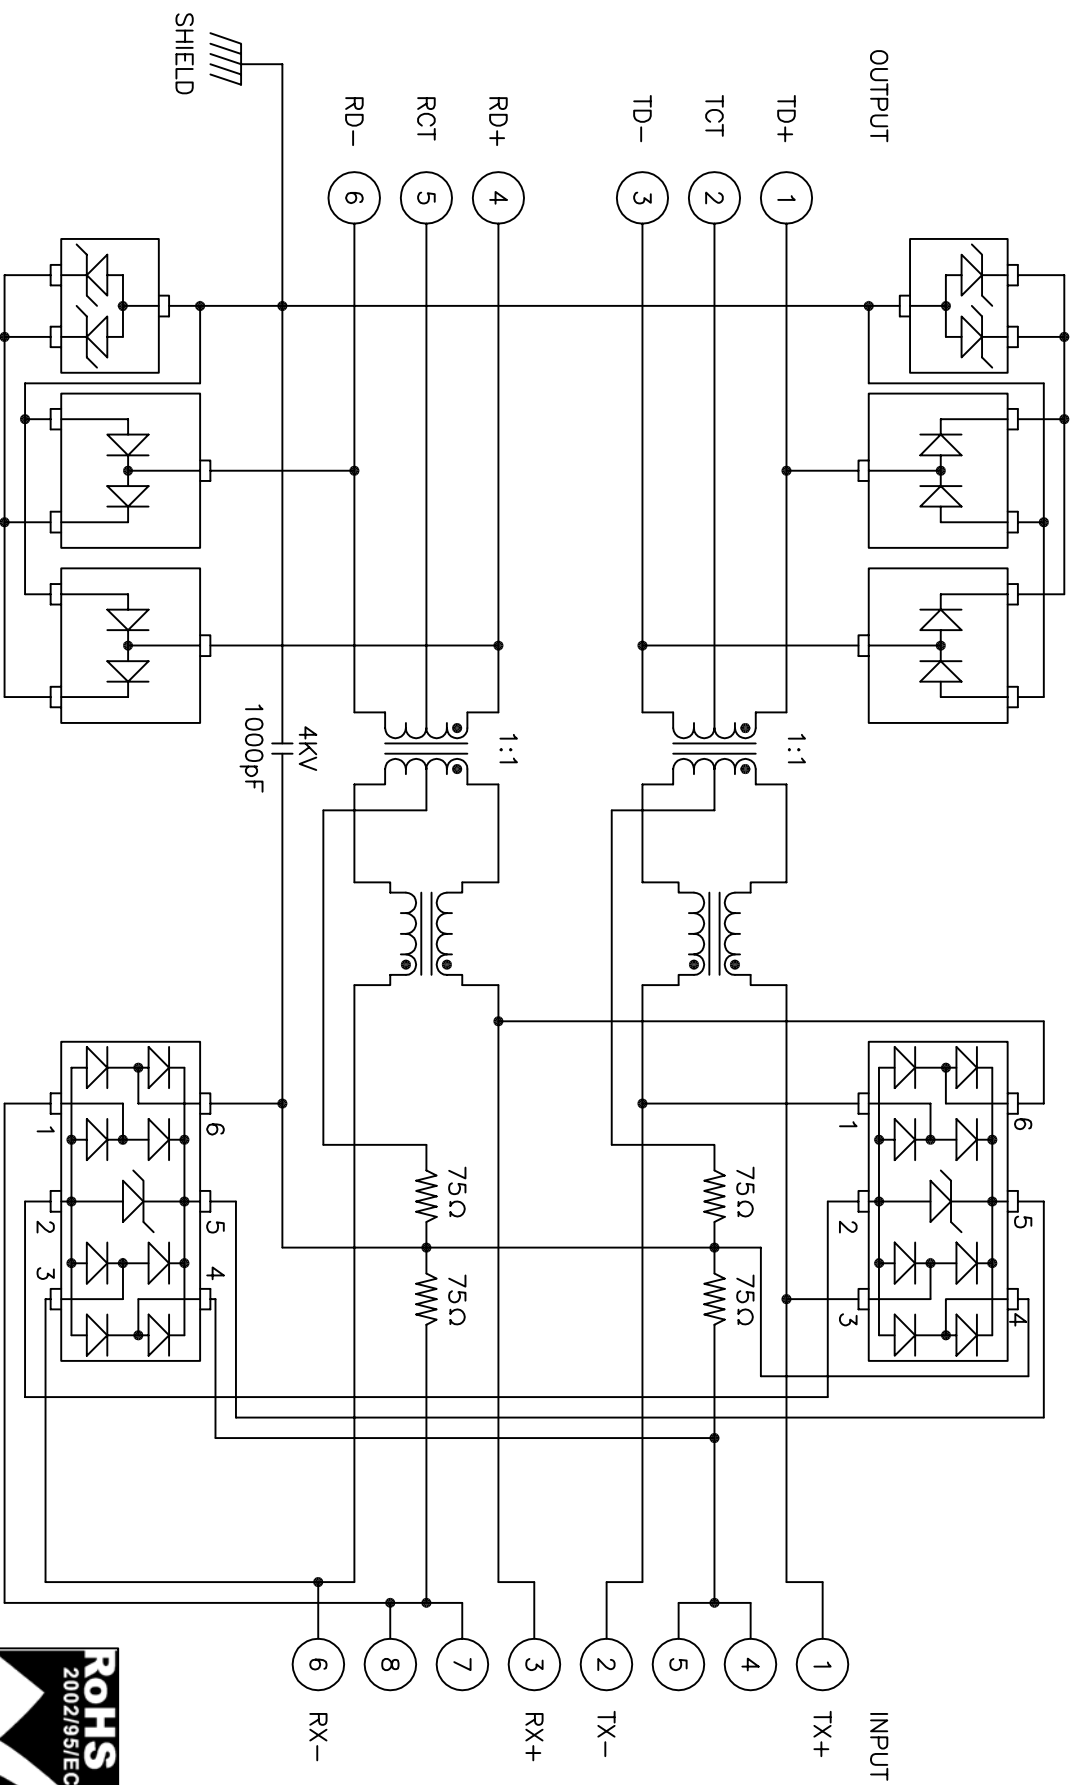 OUTPUT
INPUT
TD+
1
TCT
2
TD-
3
RD+
4
RCT
5
RD-
6
SHIELD
1:1
1:1
4KV
1000pF
6
5
4
1
2
3
75Ω
75Ω
75Ω
75Ω
6
5
4
1
2
3
1
TX+
4
5
2
TX-
3
RX+
7
8
6
RX-
RoHS
2002/95/EC